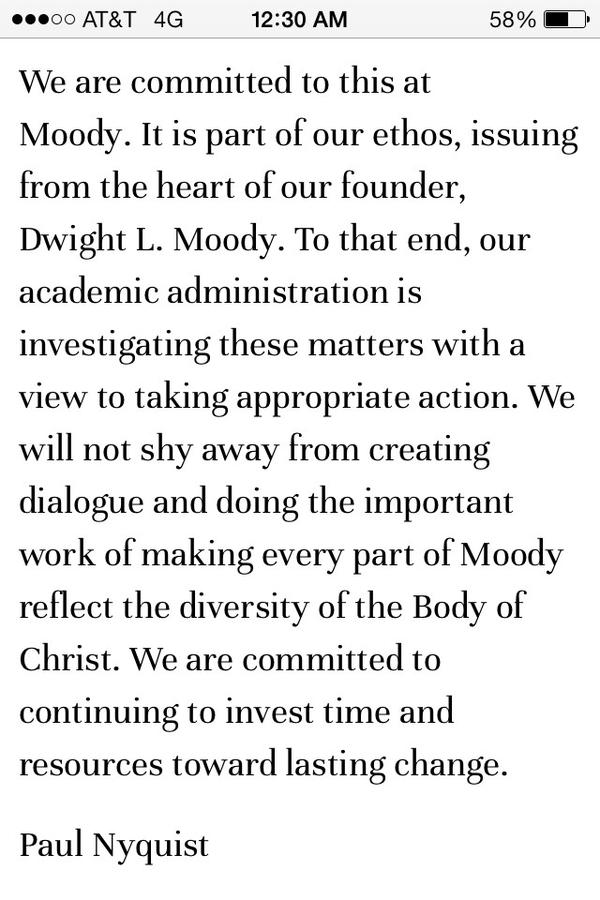 AT&T 4G 12:30 AM 58%
We are committed to this at
Moody. It is part of our ethos, issuing
from the heart of our founder,
Dwight L. Moody. To that end, our
academic administration is
investigating these matters with a
view to taking appropriate action. We
will not shy away from creating
dialogue and doing the important
work of making every part of Moody
reflect the diversity of the Body of
Christ. We are committed to
continuing to invest time and
resources toward lasting change.
Paul Nyquist